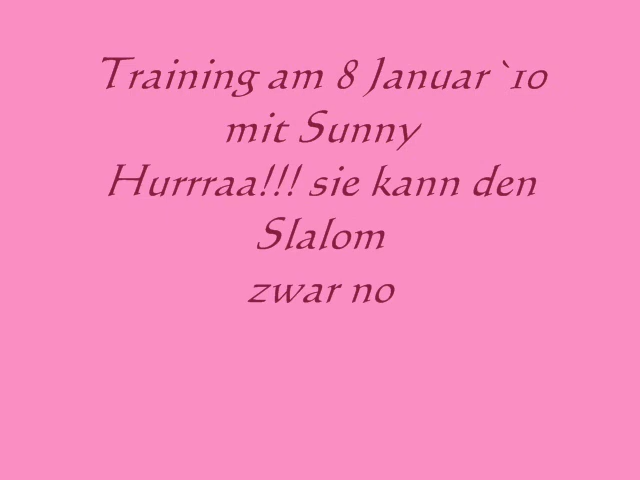 Training am 8 Januar `10
mit Sunny
Hurrraa!!! sie kann den
Slalom
zwar no